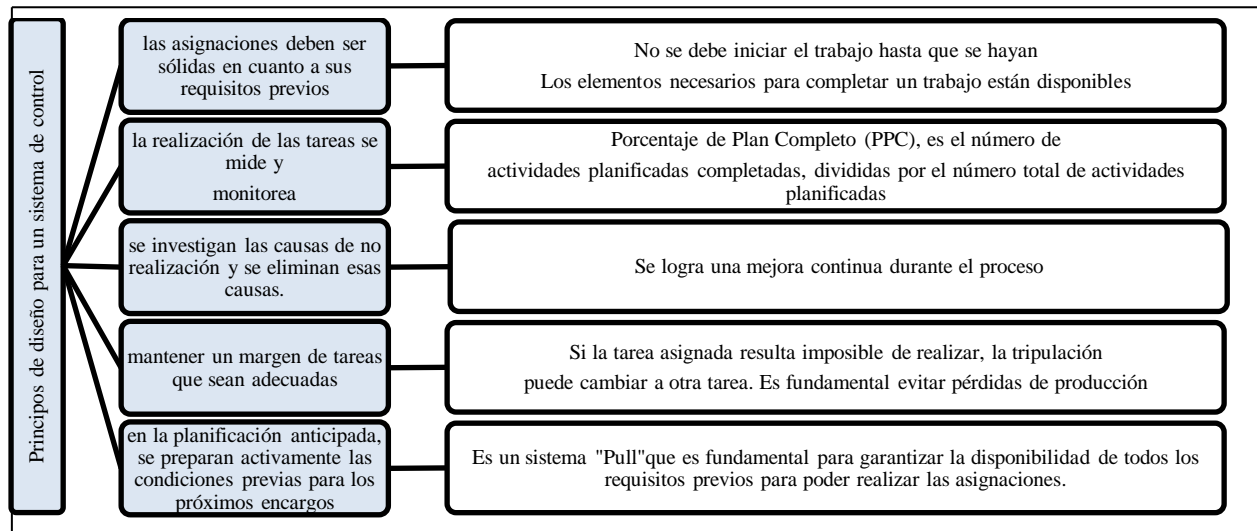 Principos de diseño para un sistema de control
las asignaciones deben ser
sólidas en cuanto a sus
requisitos previos
No se debe iniciar el trabajo hasta que se hayan
Los elementos necesarios para completar un trabajo están disponibles
la realización de las tareas se
mide y
monitorea
Porcentaje de Plan Completo (PPC), es el número de
actividades planificadas completadas, divididas por el número total de actividades
planificadas
se investigan las causas de no
realización y se eliminan esas
causas.
Se logra una mejora continua durante el proceso
mantener un margen de tareas
que sean adecuadas
Si la tarea asignada resulta imposible de realizar, la tripulación
puede cambiar a otra tarea. Es fundamental evitar pérdidas de producción
en la planificación anticipada,
se preparan activamente las
condiciones previas para los
próximos encargos
Es un sistema "Pull"que es fundamental para garantizar la disponibilidad de todos los
requisitos previos para poder realizar las asignaciones.